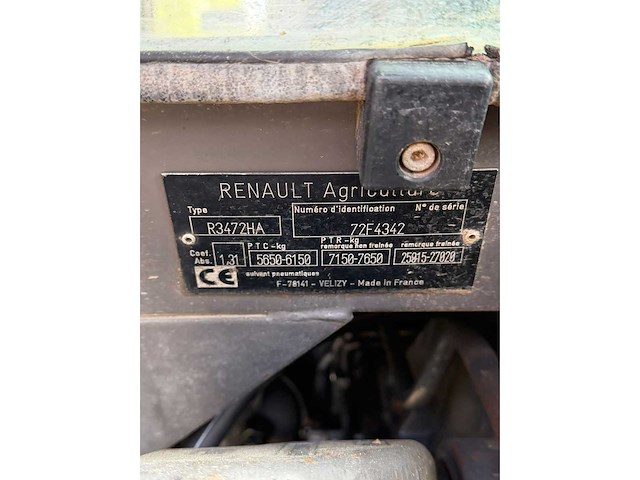 RENAULT Agriculture
Type Numéro d'identification N° de série
R3472HA 72F4342
P T C - kg P T R - kg remorque non freinée remorque freinée
Coef. Abs. 1.31 5650-6150 7150-7650 25015-27020
CE suivant pneumatiques
F-78141 - VELIZY - Made in France